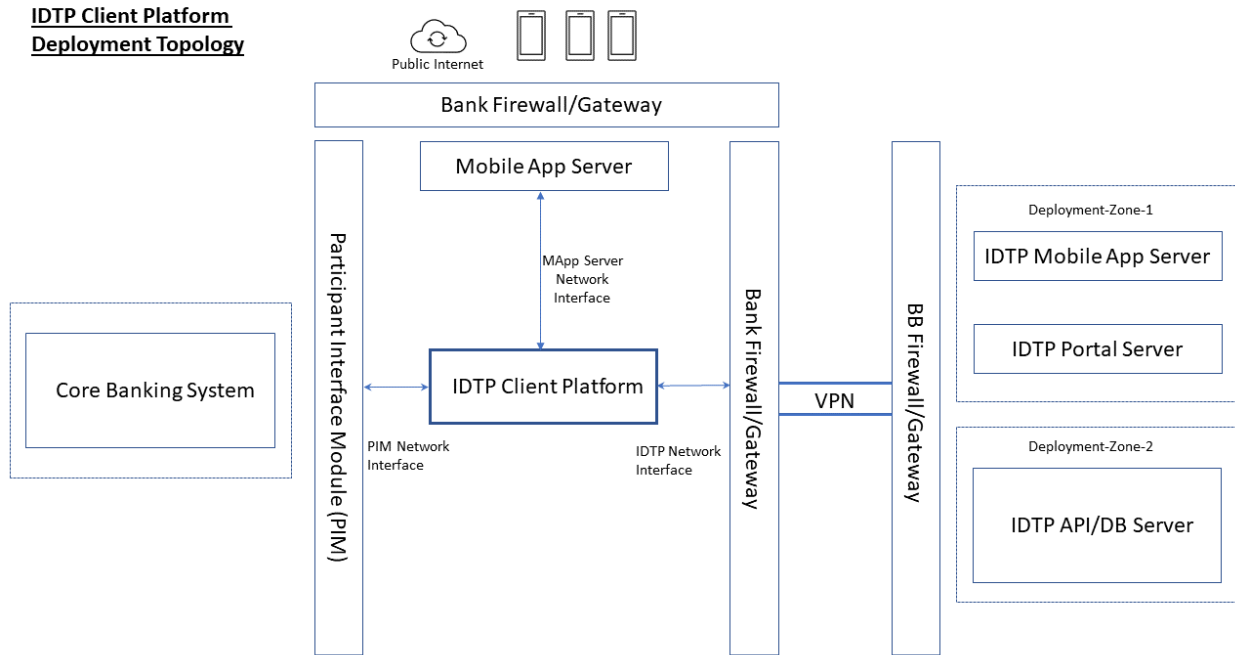 IDTP Client Platform
Deployment Topology
Public Internet
Bank Firewall/Gateway
Mobile App Server
Participant Interface Module (PIM)
MApp Server
Network
Interface
Core Banking System
IDTP Client Platform
PIM Network
Interface
IDTP Network
Interface
Bank Firewall/Gateway
VPN
BB Firewall/Gateway
Deployment-Zone-1
IDTP Mobile App Server
IDTP Portal Server
Deployment-Zone-2
IDTP API/DB Server